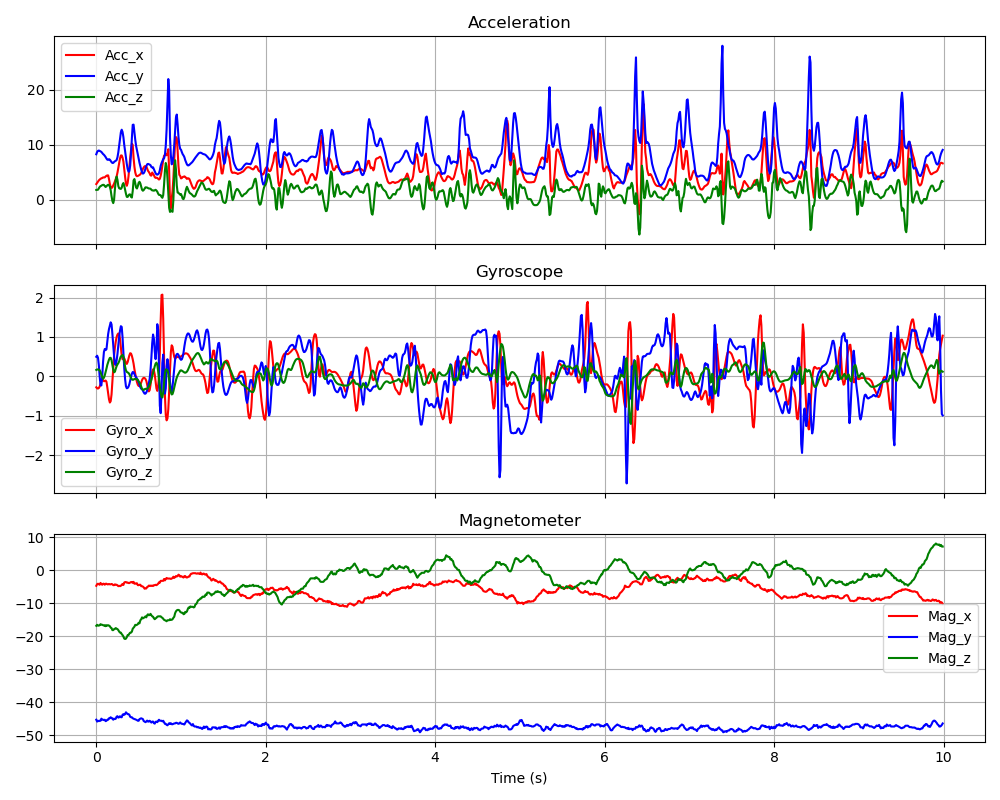 Acceleration
Acc_x
Acc_y
Acc_z
20
10
0
Gyroscope
2
1
0
−1
−2
Gyro_x
Gyro_y
Gyro_z
Magnetometer
10
0
−10
−20
−30
−40
−50
Mag_x
Mag_y
Mag_z
0 2 4 6 8 10
Time (s)